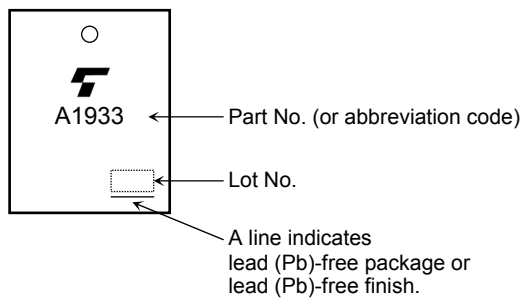 A1933
Part No. (or abbreviation code)
Lot No.
A line indicates
lead (Pb)-free package or
lead (Pb)-free finish.